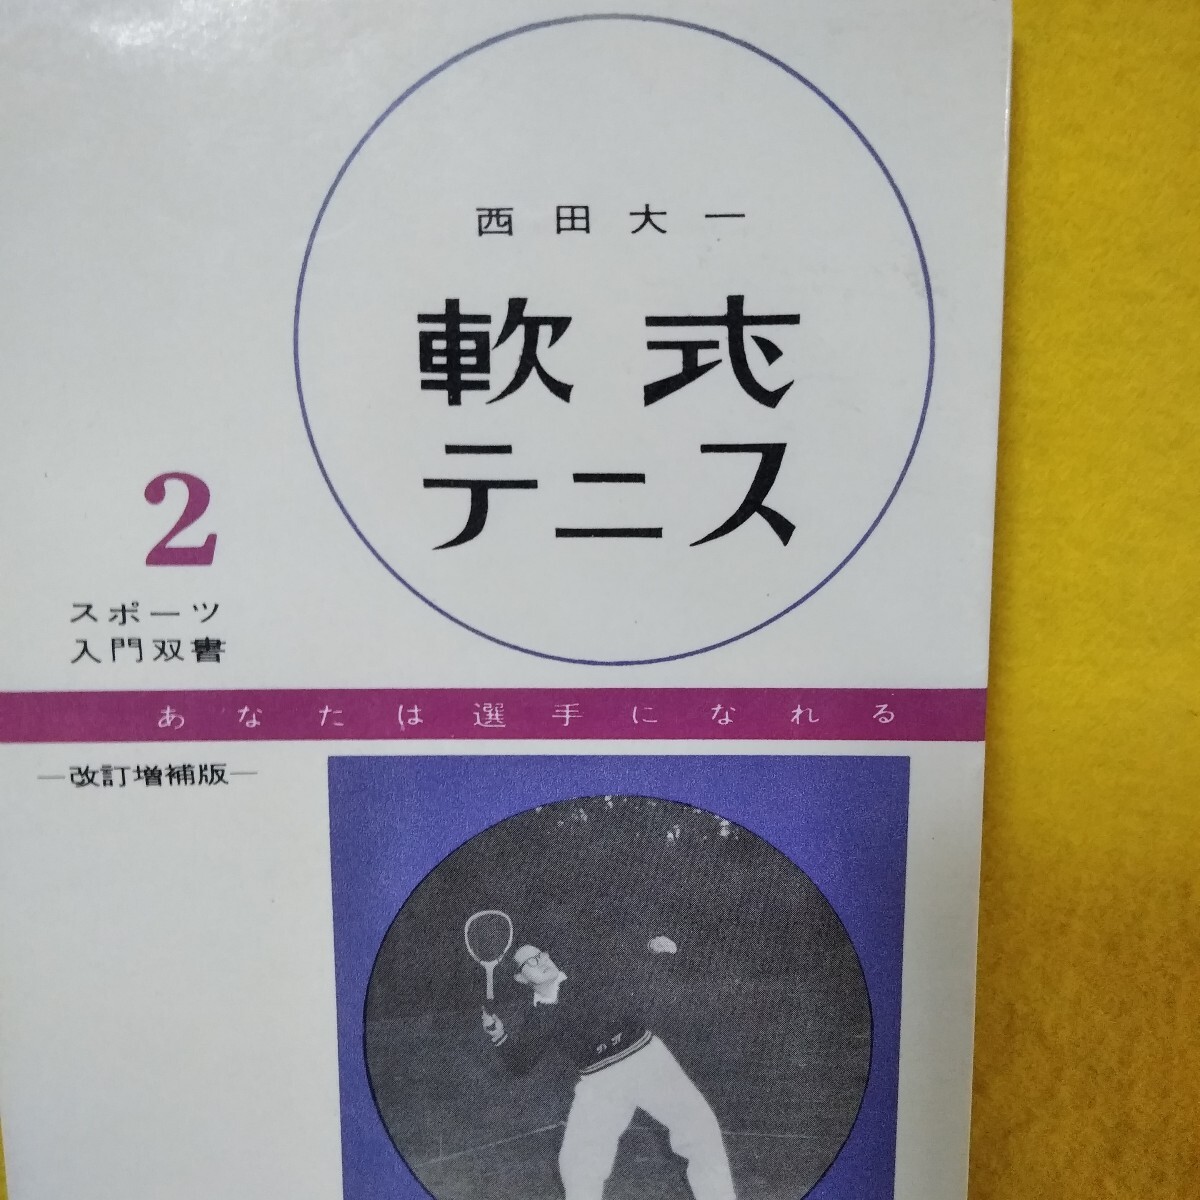 西田大一
軟式
テニス
2
スポーツ
入門双書
あなたは選手になれる
―改訂増補版―